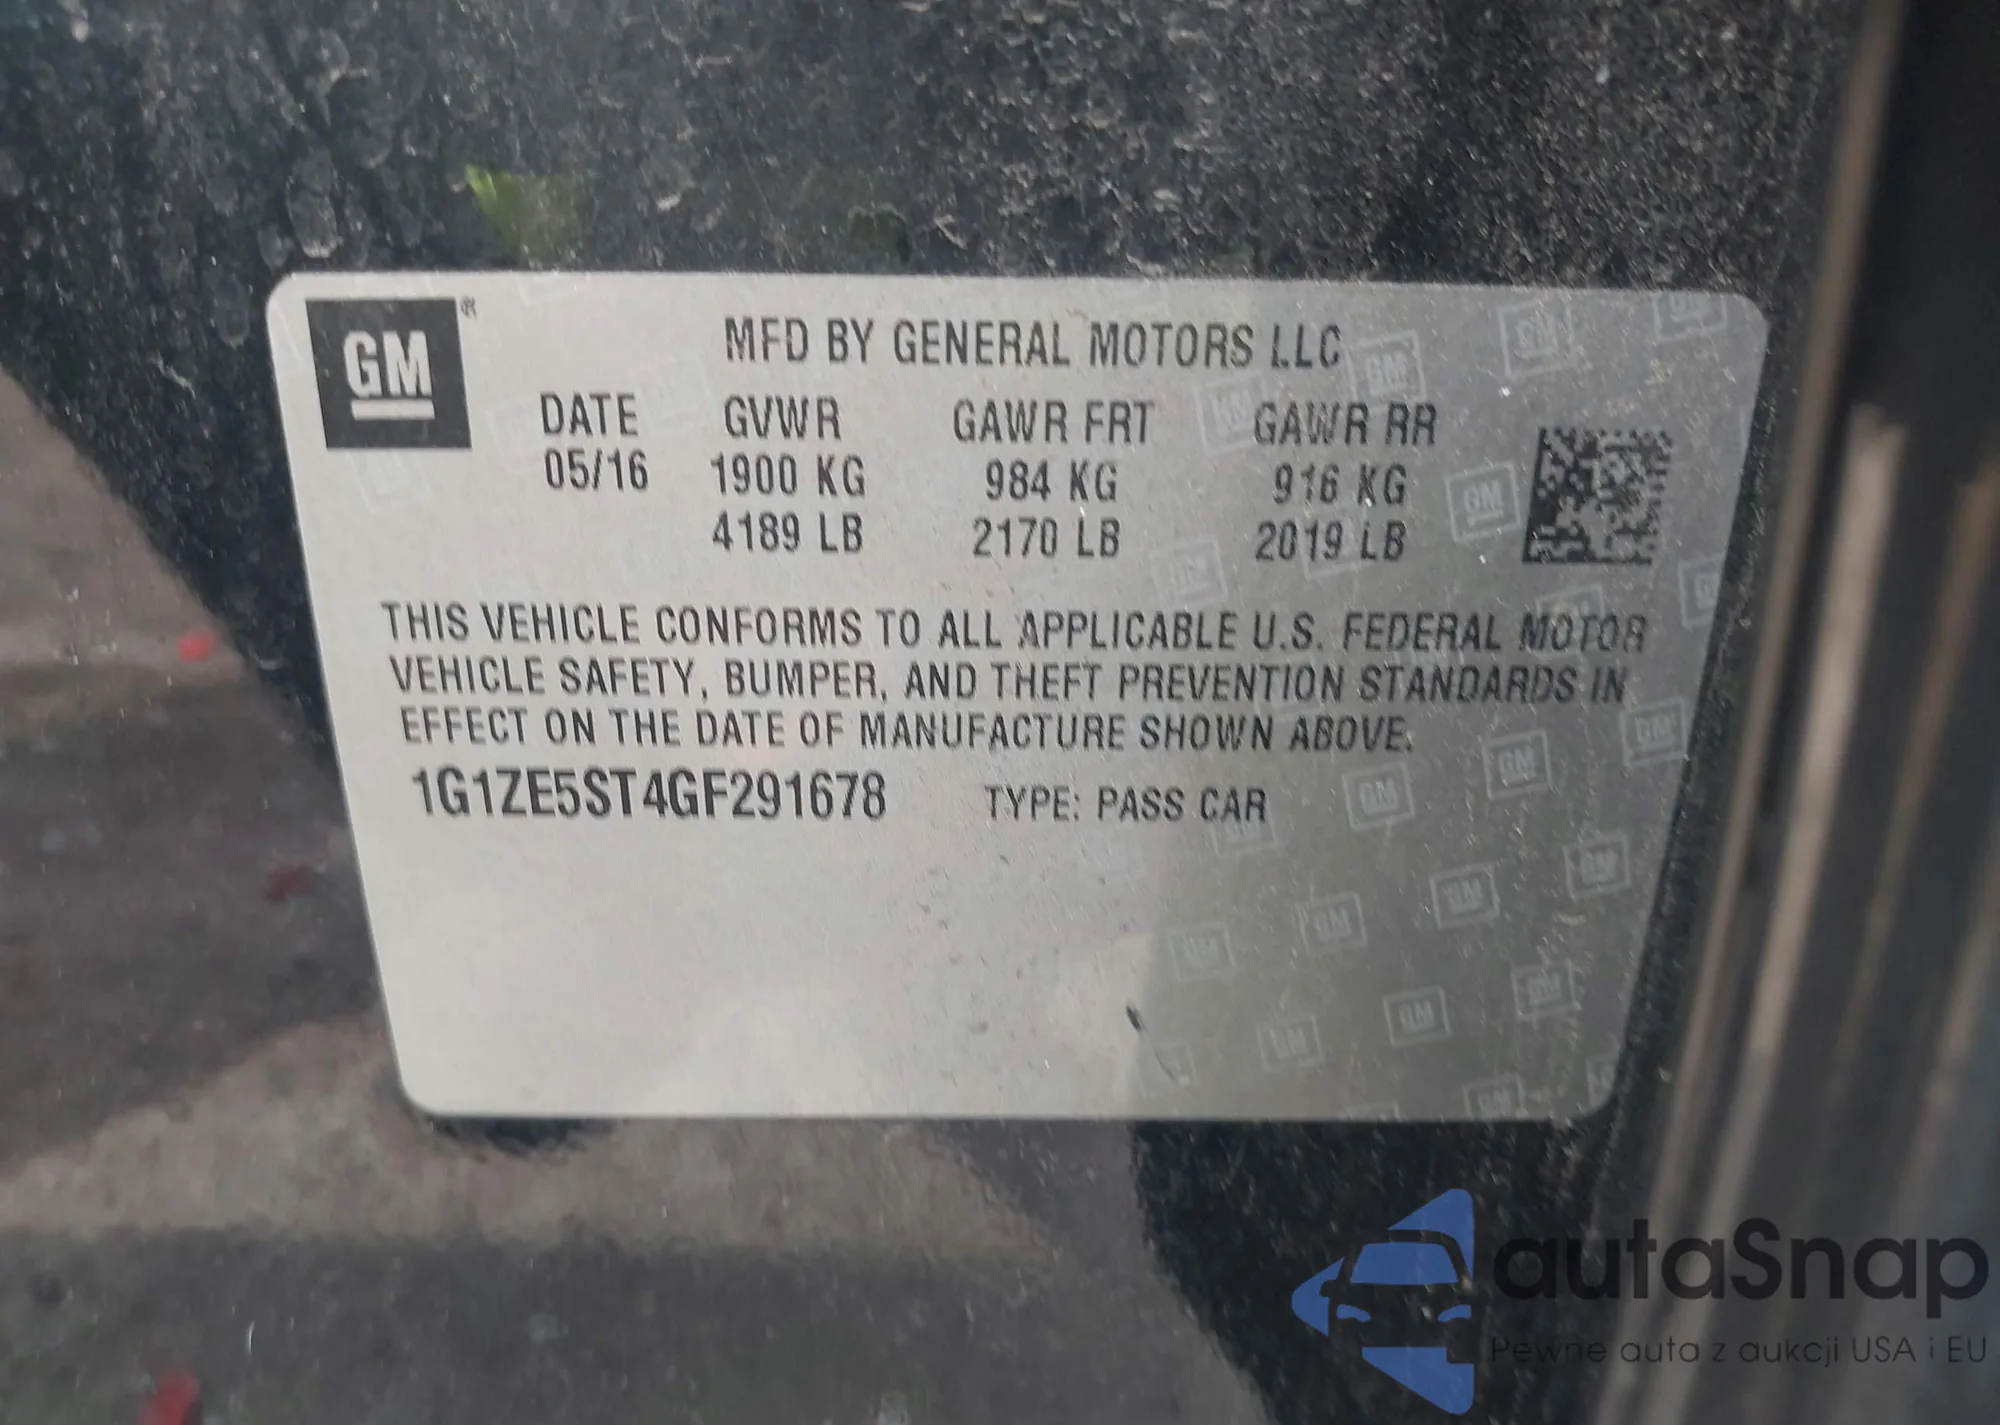 GM®
MFD BY GENERAL MOTORS LLC
DATE GVWR GAWR FRT GAWR RR
05/16 1900 KG 984 KG 916 KG
4189 LB 2170 LB 2019 LB
THIS VEHICLE CONFORMS TO ALL APPLICABLE U.S. FEDERAL MOTOR
VEHICLE SAFETY, BUMPER, AND THEFT PREVENTION STANDARDS IN
EFFECT ON THE DATE OF MANUFACTURE SHOWN ABOVE.
1G1ZE5ST4GF291678 TYPE: PASS CAR
autaSnap
Pewne auta z aukcji USA i EU